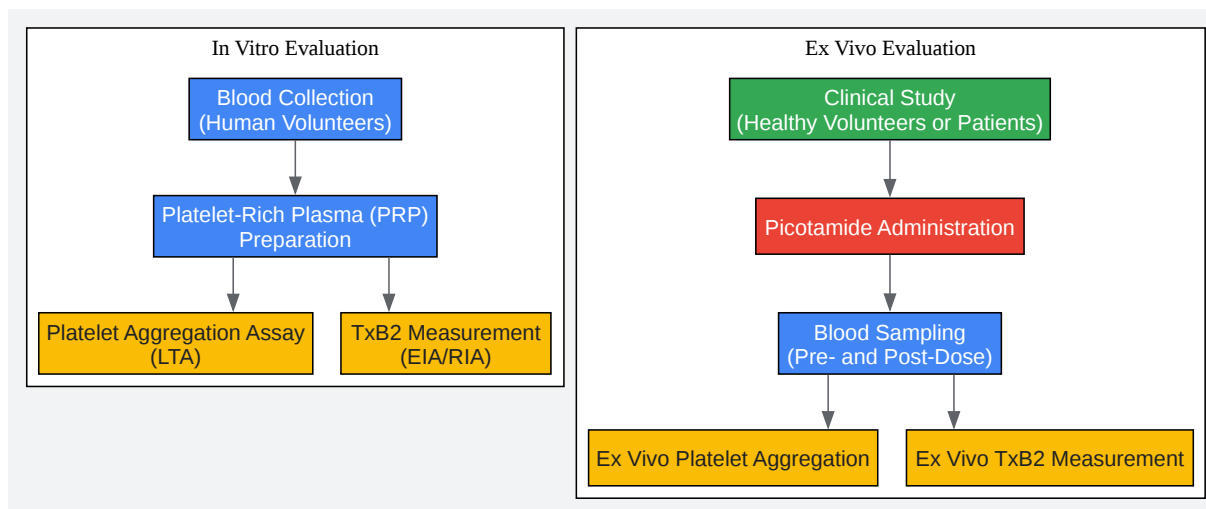 In Vitro Evaluation
Blood Collection
(Human Volunteers)
Platelet-Rich Plasma (PRP)
Preparation
Platelet Aggregation Assay
(LTA)
TxB2 Measurement
(EIA/RIA)
Ex Vivo Evaluation
Clinical Study
(Healthy Volunteers or Patients)
Picotamide Administration
Blood Sampling
(Pre- and Post-Dose)
Ex Vivo Platelet Aggregation
Ex Vivo TxB2 Measurement